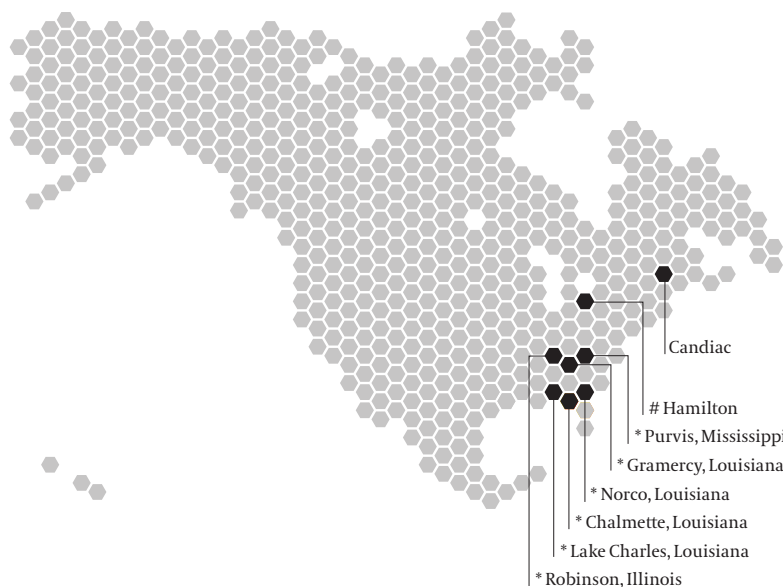 Candiac
# Hamilton
* Purvis, Mississippi
* Gramercy, Louisiana
* Norco, Louisiana
* Chalmette, Louisiana
* Lake Charles, Louisiana
* Robinson, Illinois